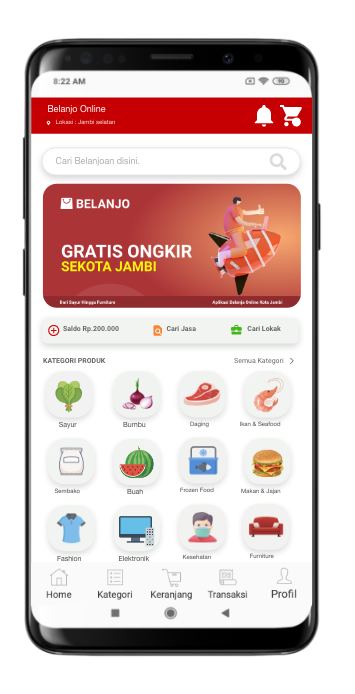 8:22 AM
Belanjo Online
Lokasi : Jambi selatan
Cari Belanjoan disini.
BELANJO
GRATIS ONGKIR
SEKOTA JAMBI
Dari Sayur Hingga Furniture
Aplikasi Belanja Online Kota Jambi
Saldo Rp.200.000
Cari Jasa
Cari Lokak
KATEGORI PRODUK
Semua Kategori
Sayur
Bumbu
Daging
Ikan & Seafood
Sembako
Buah
Frozen Food
Makan & Jajan
Fashion
Elektronik
Kesehatan
Furniture
Home
Kategori
Keranjang
Transaksi
Profil